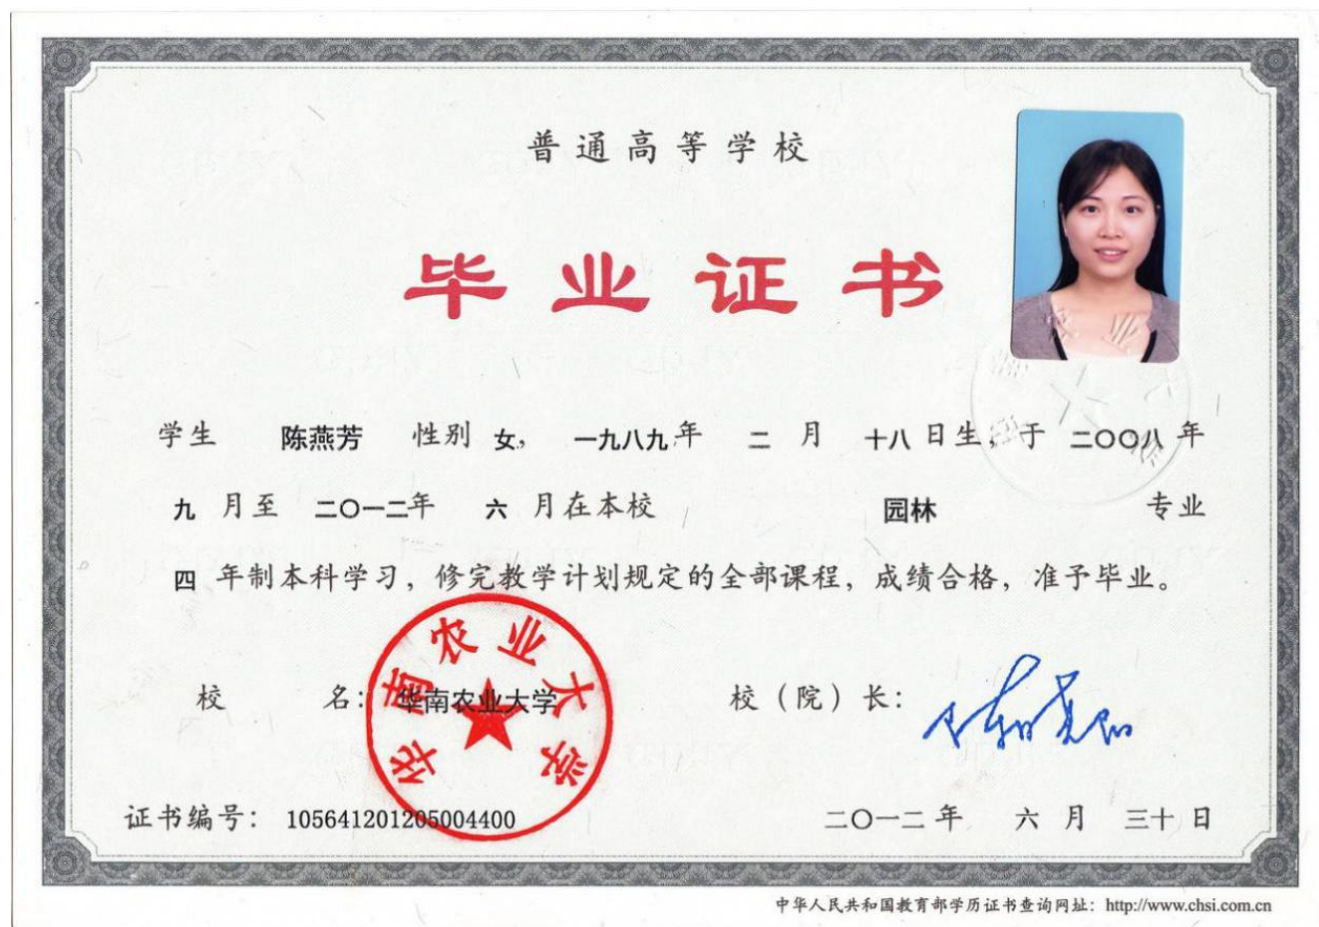 普通高等学校
毕业证书
学生 陈燕芳 性别 女, 一九八九年 二 月 十八日生, 于 二〇〇八年
九 月至 二〇一二年 六 月在本校 园林 专业
四 年制本科学习，修完教学计划规定的全部课程，成绩合格，准予毕业。
华南农业大学
校 名：华南农业大学 校（院）长：
证书编号：105641201205004400 二〇一二年 六 月 三十 日
中华人民共和国教育部学历证书查询网址：http://www.chsi.com.cn